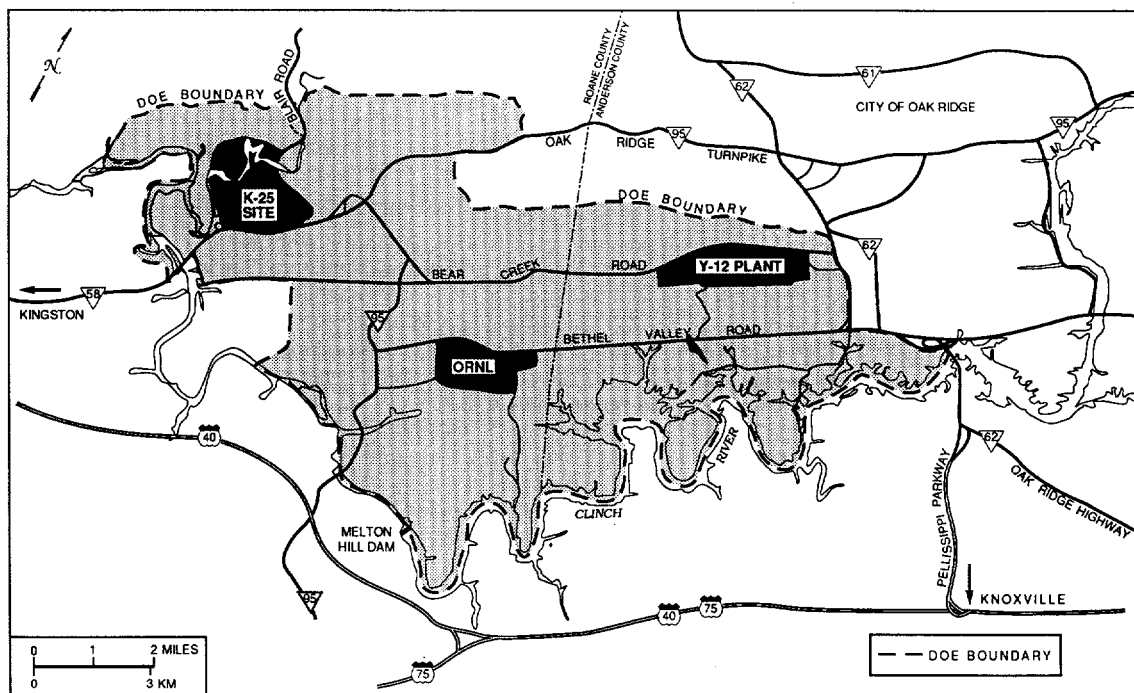 N
DOE BOUNDARY
BLAIR ROAD
ROANE COUNTY
ANDERSON COUNTY
62
61
CITY OF OAK RIDGE
95
OAK RIDGE TURNPIKE
95
K-25
SITE
DOE BOUNDARY
62
BEAR CREEK ROAD
Y-12 PLANT
58
KINGSTON
95
BETHEL VALLEY ROAD
ORNL
40
RIVER
CLINCH
62
OAK RIDGE HIGHWAY
PELLISSIPPI PARKWAY
MELTON
HILL DAM
95
40
75
KNOXVILLE
75
0 1 2 MILES
0 3 KM
DOE BOUNDARY